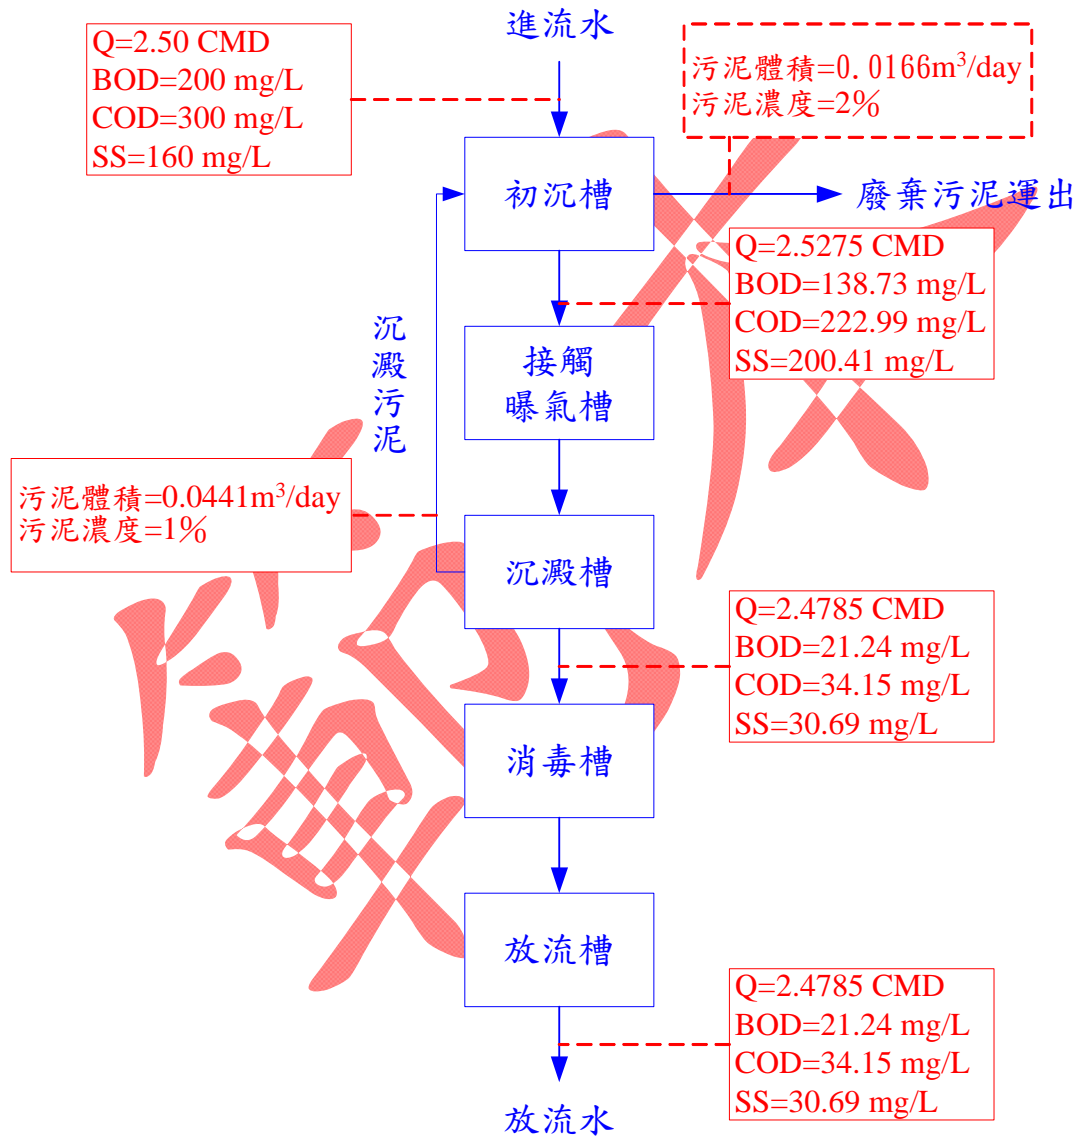 進流水
Q=2.50 CMD
BOD=200 mg/L
COD=300 mg/L
SS=160 mg/L
污泥體積=0.0166m³/day
污泥濃度=2%
初沉槽
廢棄污泥運出
Q=2.5275 CMD
BOD=138.73 mg/L
COD=222.99 mg/L
SS=200.41 mg/L
沉澱污泥
接觸
曝氣槽
污泥體積=0.0441m³/day
污泥濃度=1%
沉澱槽
Q=2.4785 CMD
BOD=21.24 mg/L
COD=34.15 mg/L
SS=30.69 mg/L
消毒槽
放流槽
Q=2.4785 CMD
BOD=21.24 mg/L
COD=34.15 mg/L
SS=30.69 mg/L
放流水